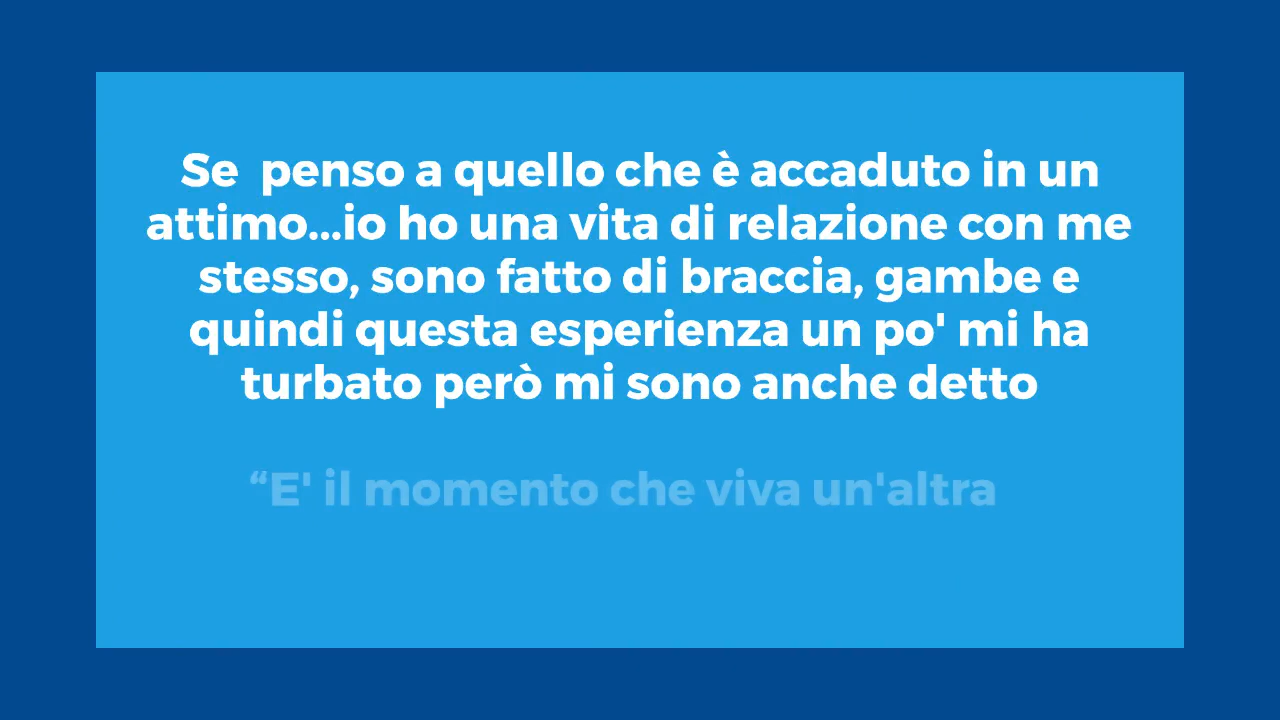 Se  penso a quello che è accaduto in un
attimo...io ho una vita di relazione con me
stesso, sono fatto di braccia, gambe e
quindi questa esperienza un po' mi ha
turbato però mi sono anche detto
“E' il momento che viva un'altra